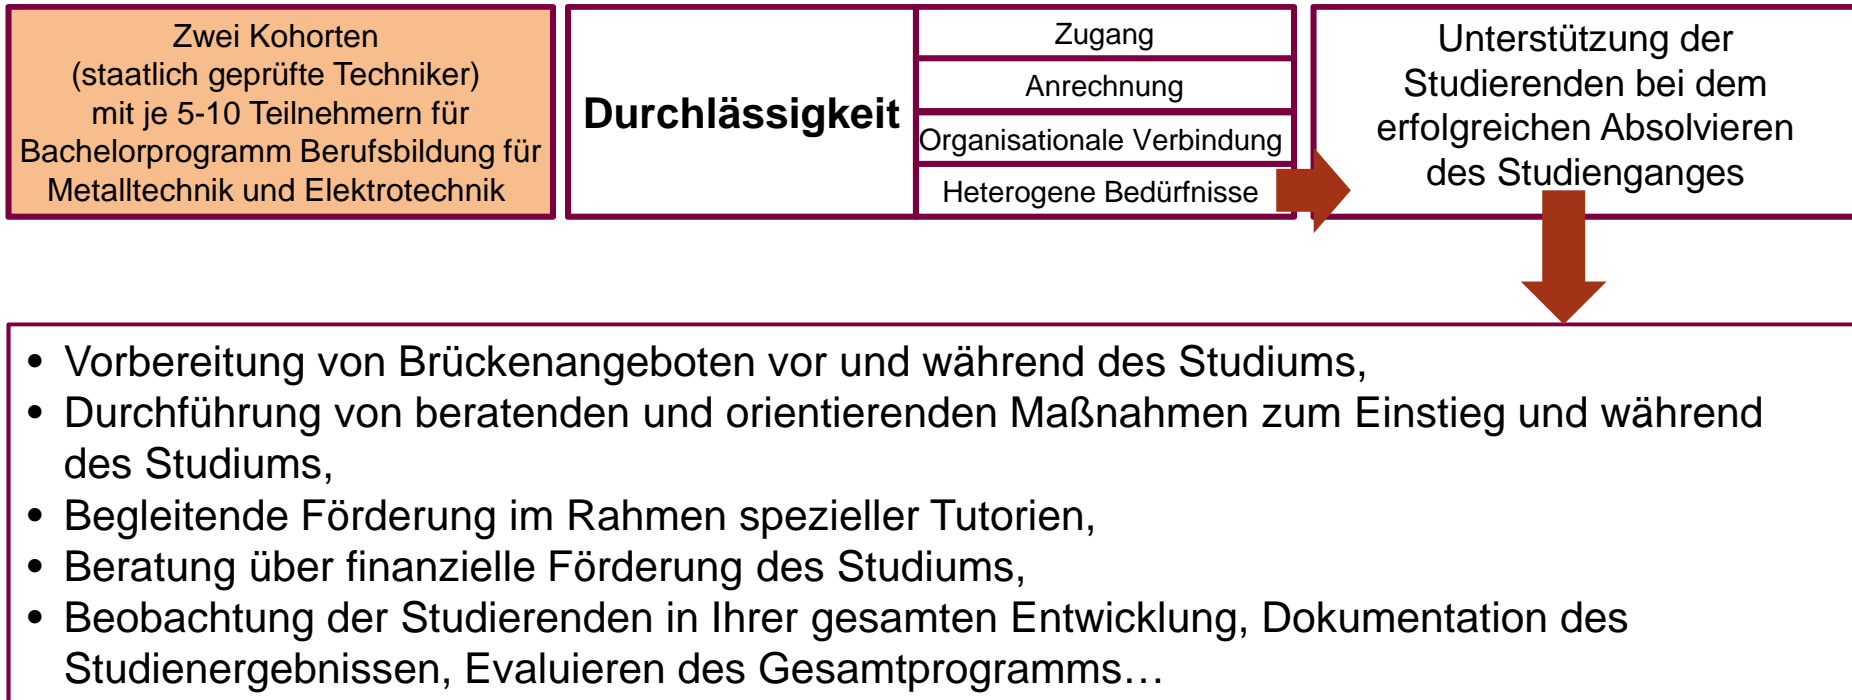 Zwei Kohorten
(staatlich geprüfte Techniker)
mit je 5-10 Teilnehmern für
Bachelorprogramm Berufsbildung für
Metalltechnik und Elektrotechnik
Durchlässigkeit
Zugang
Anrechnung
Organisationale Verbindung
Heterogene Bedürfnisse
Unterstützung der
Studierenden bei dem
erfolgreichen Absolvieren
des Studienganges
• Vorbereitung von Brückenangeboten vor und während des Studiums,
• Durchführung von beratenden und orientierenden Maßnahmen zum Einstieg und während
des Studiums,
• Begleitende Förderung im Rahmen spezieller Tutorien,
• Beratung über finanzielle Förderung des Studiums,
• Beobachtung der Studierenden in Ihrer gesamten Entwicklung, Dokumentation des
Studienergebnissen, Evaluieren des Gesamtprogramms…